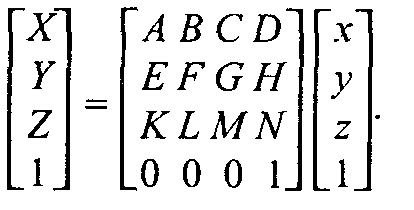 [X] [A B C D] [x]
[Y] = [E F G H] [y]
[Z] [K L M N] [z]
[1] [0 0 0 1] [1].